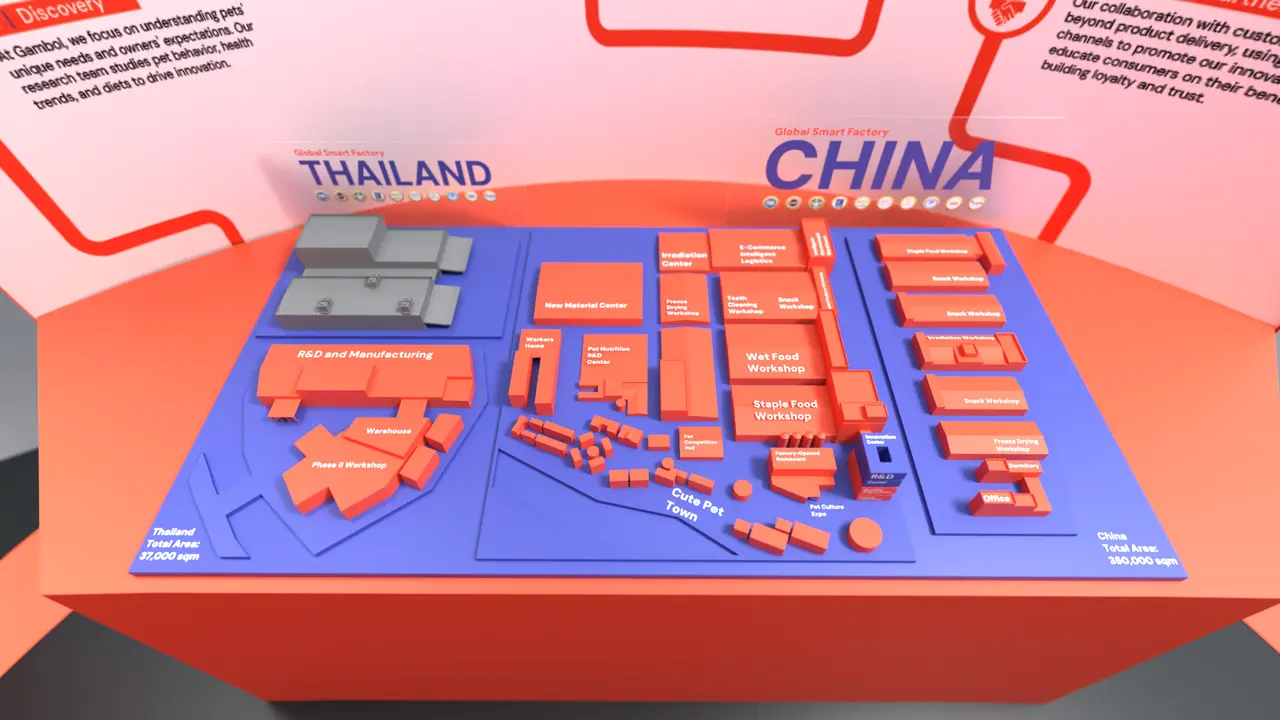 Discovery
At Gambol, we focus on understanding pets'
unique needs and owners' expectations. Our
research team studies pet behavior, health
trends, and diets to drive innovation.
Our collaboration with
beyond product delivery, using
channels to promote our
educate consumers on their
building loyalty and trust.
Global Smart Factory
THAILAND
Global Smart Factory
CHINA
R&D and Manufacturing
Warehouse
Phase II Workshop
Thailand
Total Area:
37,000 sqm
New Material Center
Irradiation
Center
E-Commerce
Intelligent
Logistics
Freeze
Drying
Workshop
Tooth
Cleaning
Workshop
Snack
Workshop
Workers
Home
Pet Nutrition
R&D
Center
Wet Food
Workshop
Staple Food
Workshop
Pet
Competition
Hall
Factory-Opened
Restaurant
Innovation
Center
R&D
Cute Pet
Town
Pet Culture
Expo
Staple Food Workshop
Snack Workshop
Snack Workshop
Irradiation Workshop
Snack Workshop
Freeze Drying
Workshop
Dormitory
Office
China
Total Area:
350,000 sqm